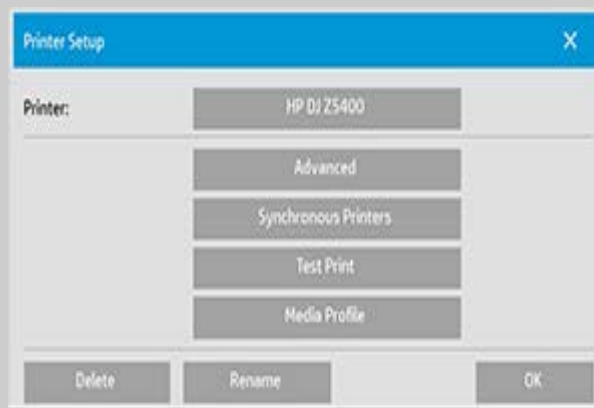 Printer Setup X
Printer: HP DJ Z5400
Advanced
Synchronous Printers
Test Print
Media Profile
Delete Rename OK